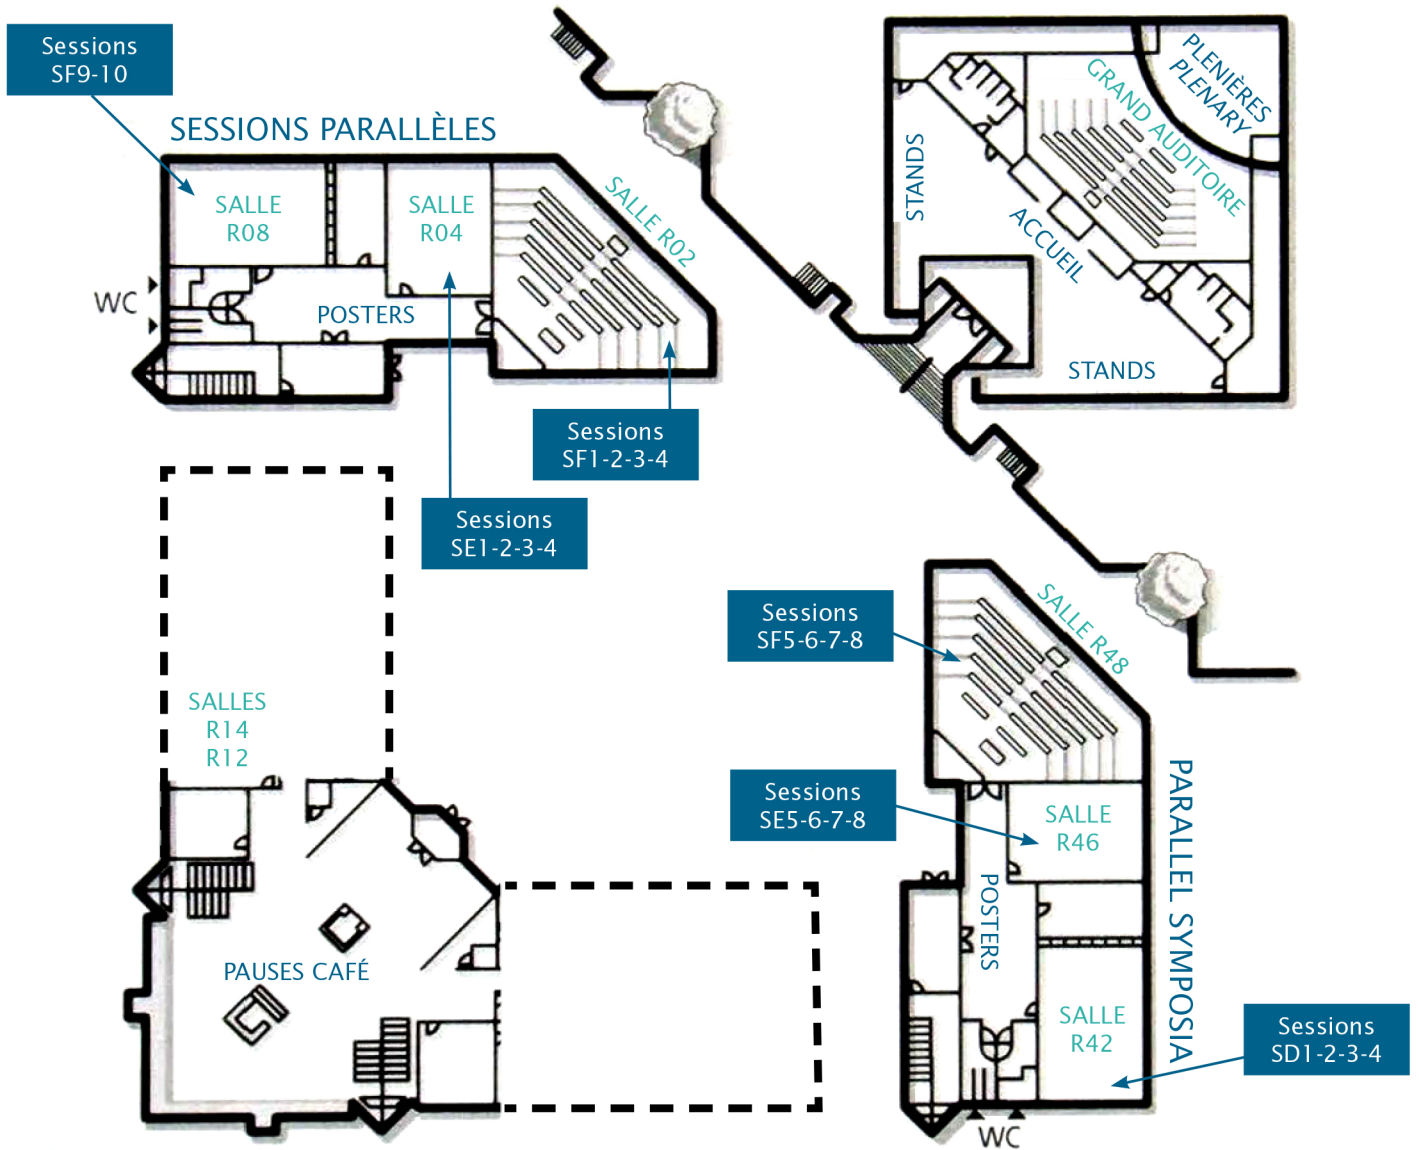 Sessions
SF9-10
SESSIONS PARALLÈLES
SALLE
R08
SALLE
R04
SALLE R02
WC
POSTERS
Sessions
SF1-2-3-4
Sessions
SE1-2-3-4
PLENIÈRES
PLENARY
GRAND AUDITOIRE
STANDS
ACCUEIL
STANDS
SALLES
R14
R12
PAUSES CAFÉ
Sessions
SF5-6-7-8
SALLE R48
Sessions
SE5-6-7-8
SALLE
R46
POSTERS
PARALLEL SYMPOSIA
SALLE
R42
Sessions
SD1-2-3-4
WC